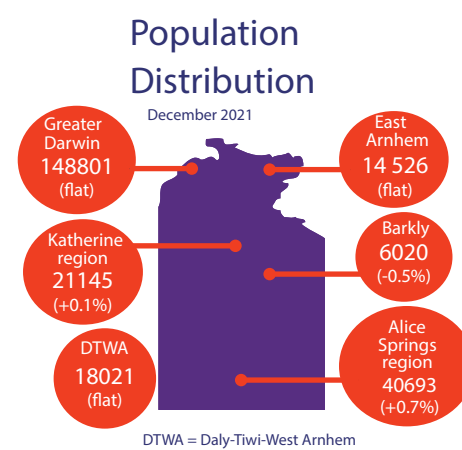 Population
Distribution
December 2021
Greater
Darwin
148801
(flat)
East
Arnhem
14 526
(flat)
Katherine
region
21145
(+0.1%)
Barkly
6020
(-0.5%)
DTWA
18021
(flat)
Alice
Springs
region
40693
(+0.7%)
DTWA = Daly-Tiwi-West Arnhem